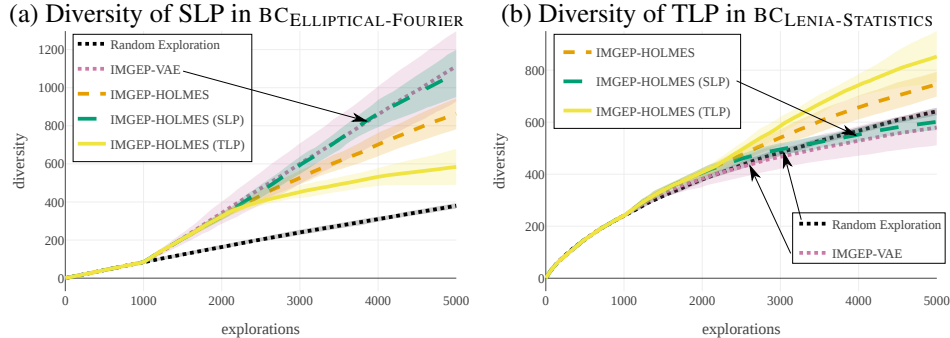 (a) Diversity of SLP in BCELLIPTICAL-FOURIER
1200
1000
800
600
400
200
0
diversity
Random Exploration
IMGEP-VAE
IMGEP-HOLMES
IMGEP-HOLMES (SLP)
IMGEP-HOLMES (TLP)
0 1000 2000 3000 4000 5000
explorations
(b) Diversity of TLP in BCLENIA-STATISTICS
800
600
400
200
0
diversity
IMGEP-HOLMES
IMGEP-HOLMES (SLP)
IMGEP-HOLMES (TLP)
Random Exploration
IMGEP-VAE
0 1000 2000 3000 4000 5000
explorations